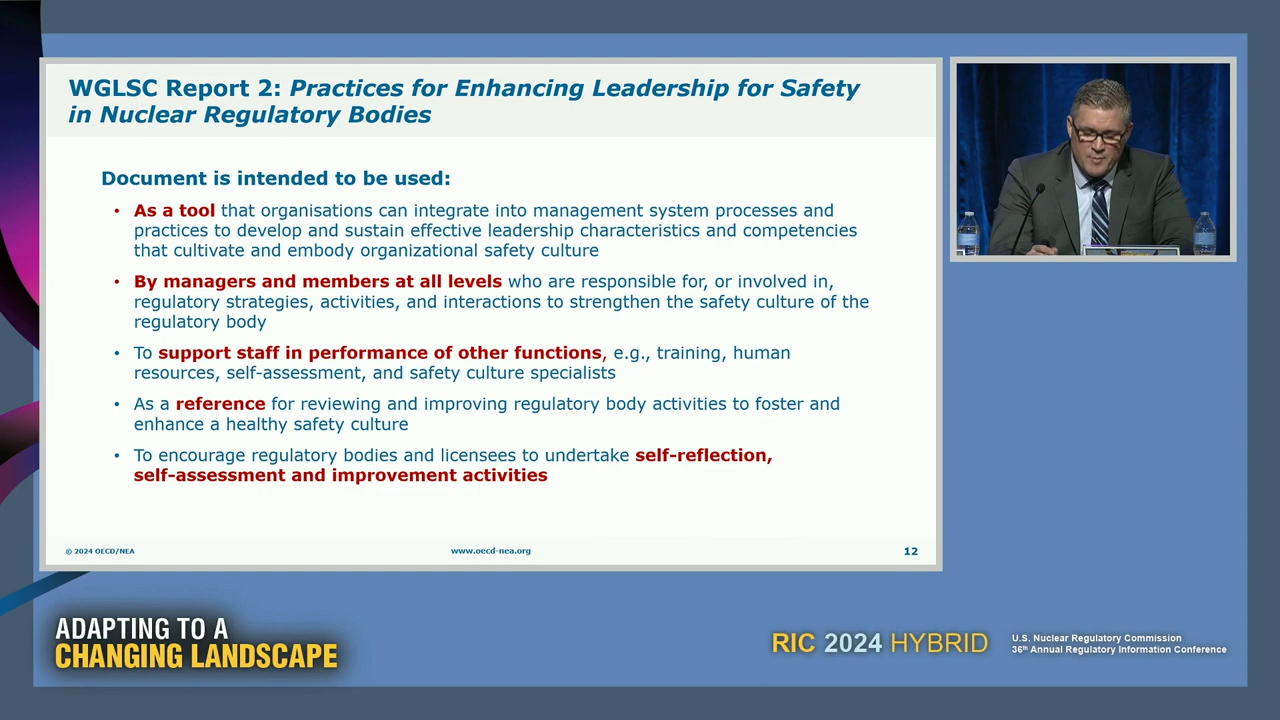 WGLSC Report 2: Practices for Enhancing Leadership for Safety
in Nuclear Regulatory Bodies
Document is intended to be used:
• As a tool that organisations can integrate into management system processes and
practices to develop and sustain effective leadership characteristics and competencies
that cultivate and embody organizational safety culture
• By managers and members at all levels who are responsible for, or involved in,
regulatory strategies, activities, and interactions to strengthen the safety culture of the
regulatory body
• To support staff in performance of other functions, e.g., training, human
resources, self-assessment, and safety culture specialists
• As a reference for reviewing and improving regulatory body activities to foster and
enhance a healthy safety culture
• To encourage regulatory bodies and licensees to undertake self-reflection,
self-assessment and improvement activities
© 2024 OECD/NEA
www.oecd-nea.org
12
ADAPTING TO A
CHANGING LANDSCAPE
RIC 2024 HYBRID
U.S. Nuclear Regulatory Commission
36th Annual Regulatory Information Conference